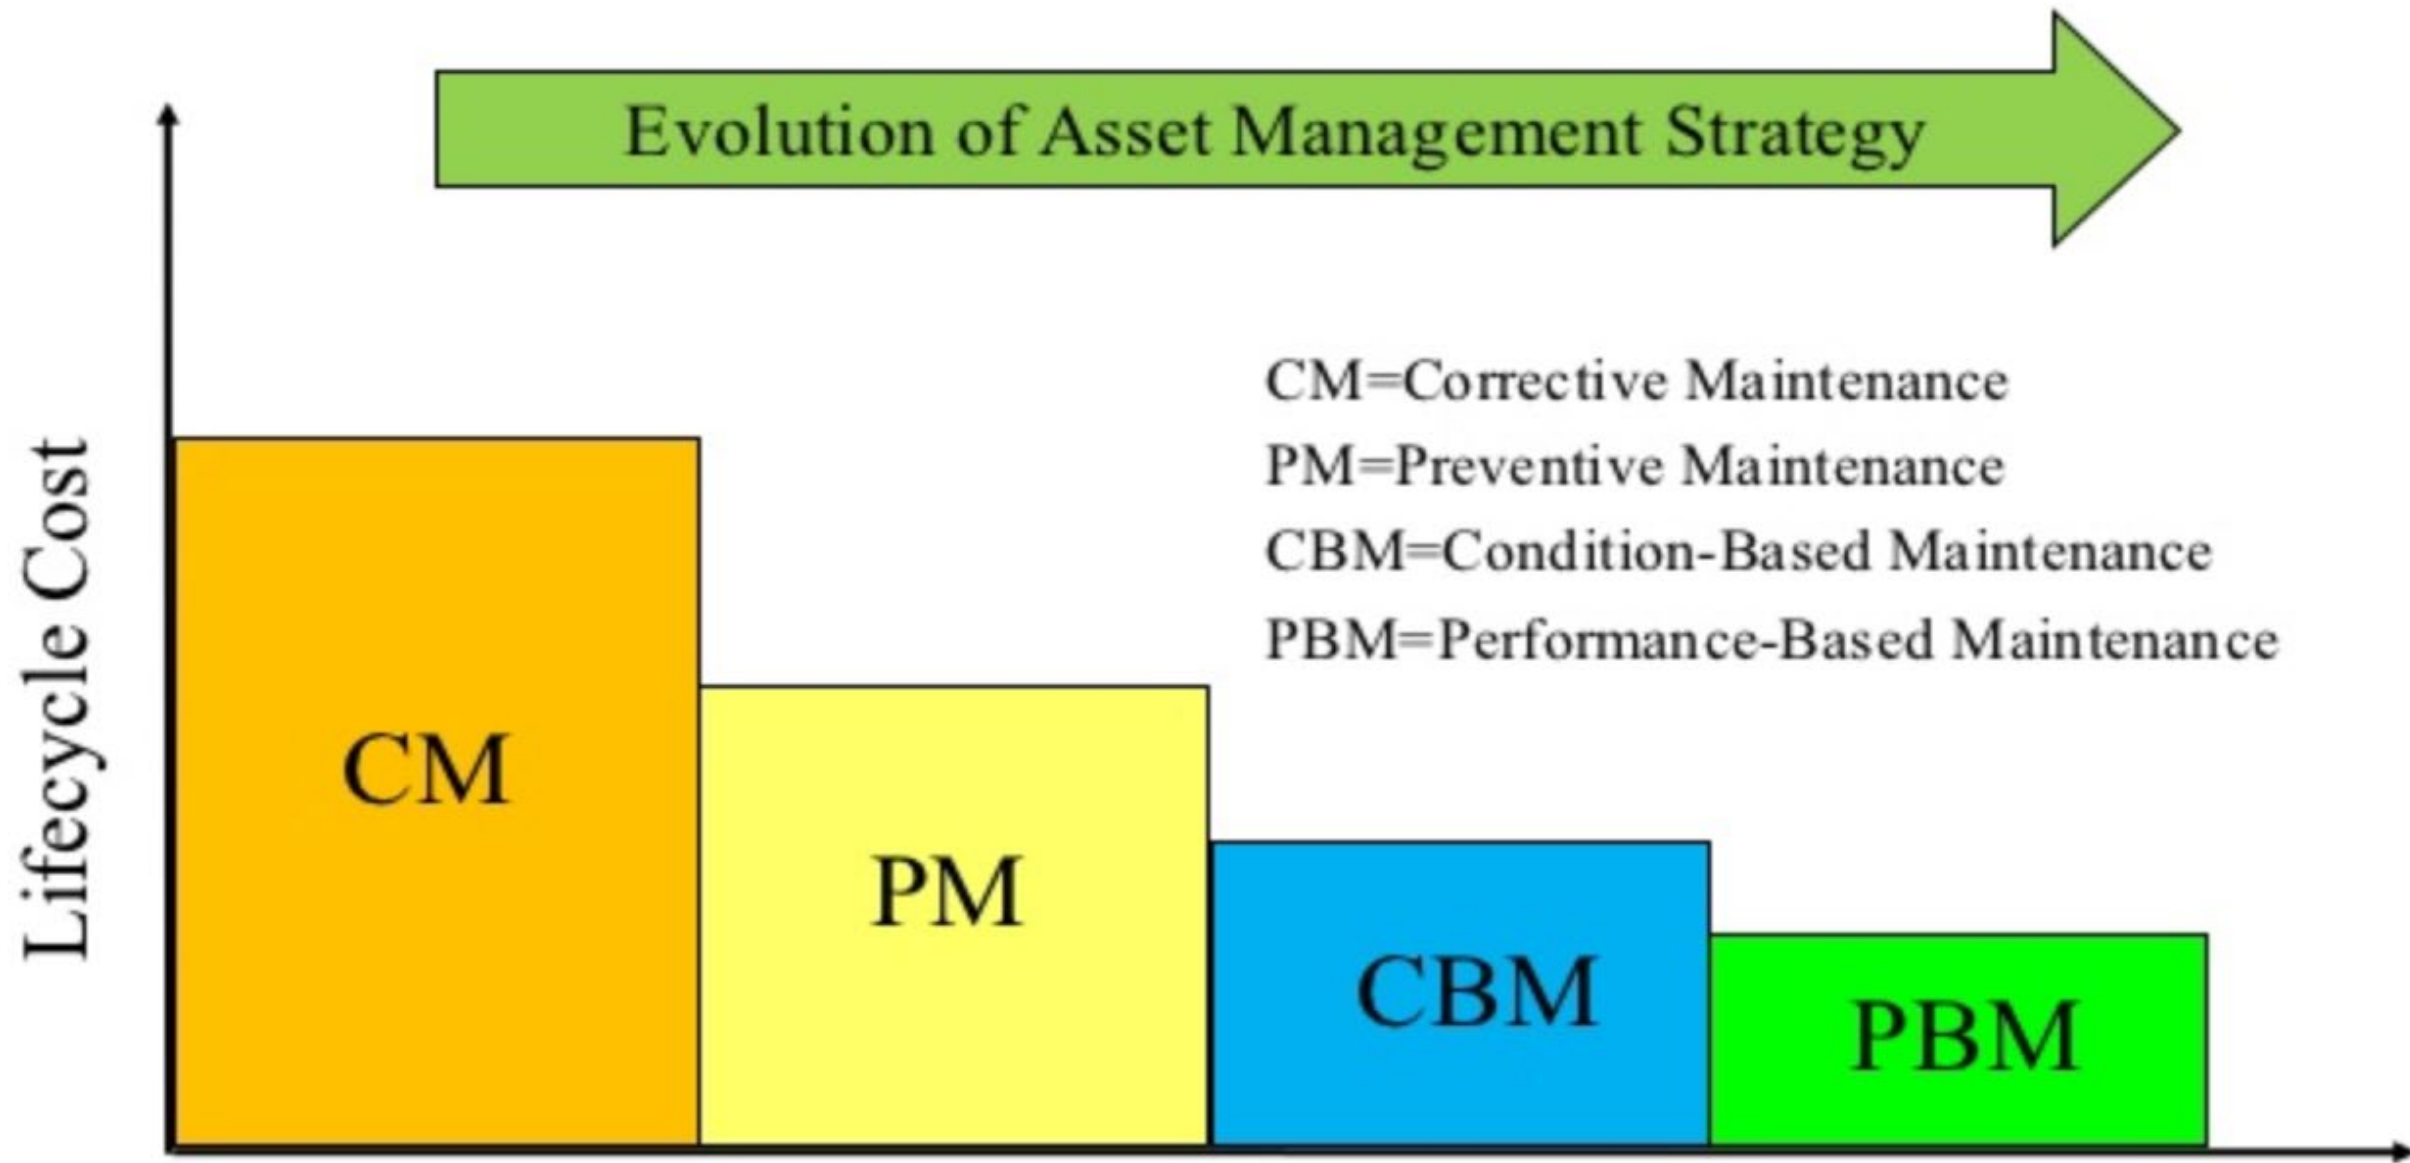 Evolution of Asset Management Strategy
Lifecycle Cost
CM=Corrective Maintenance
PM=Preventive Maintenance
CBM=Condition-Based Maintenance
PBM=Performance-Based Maintenance
CM
PM
CBM
PBM